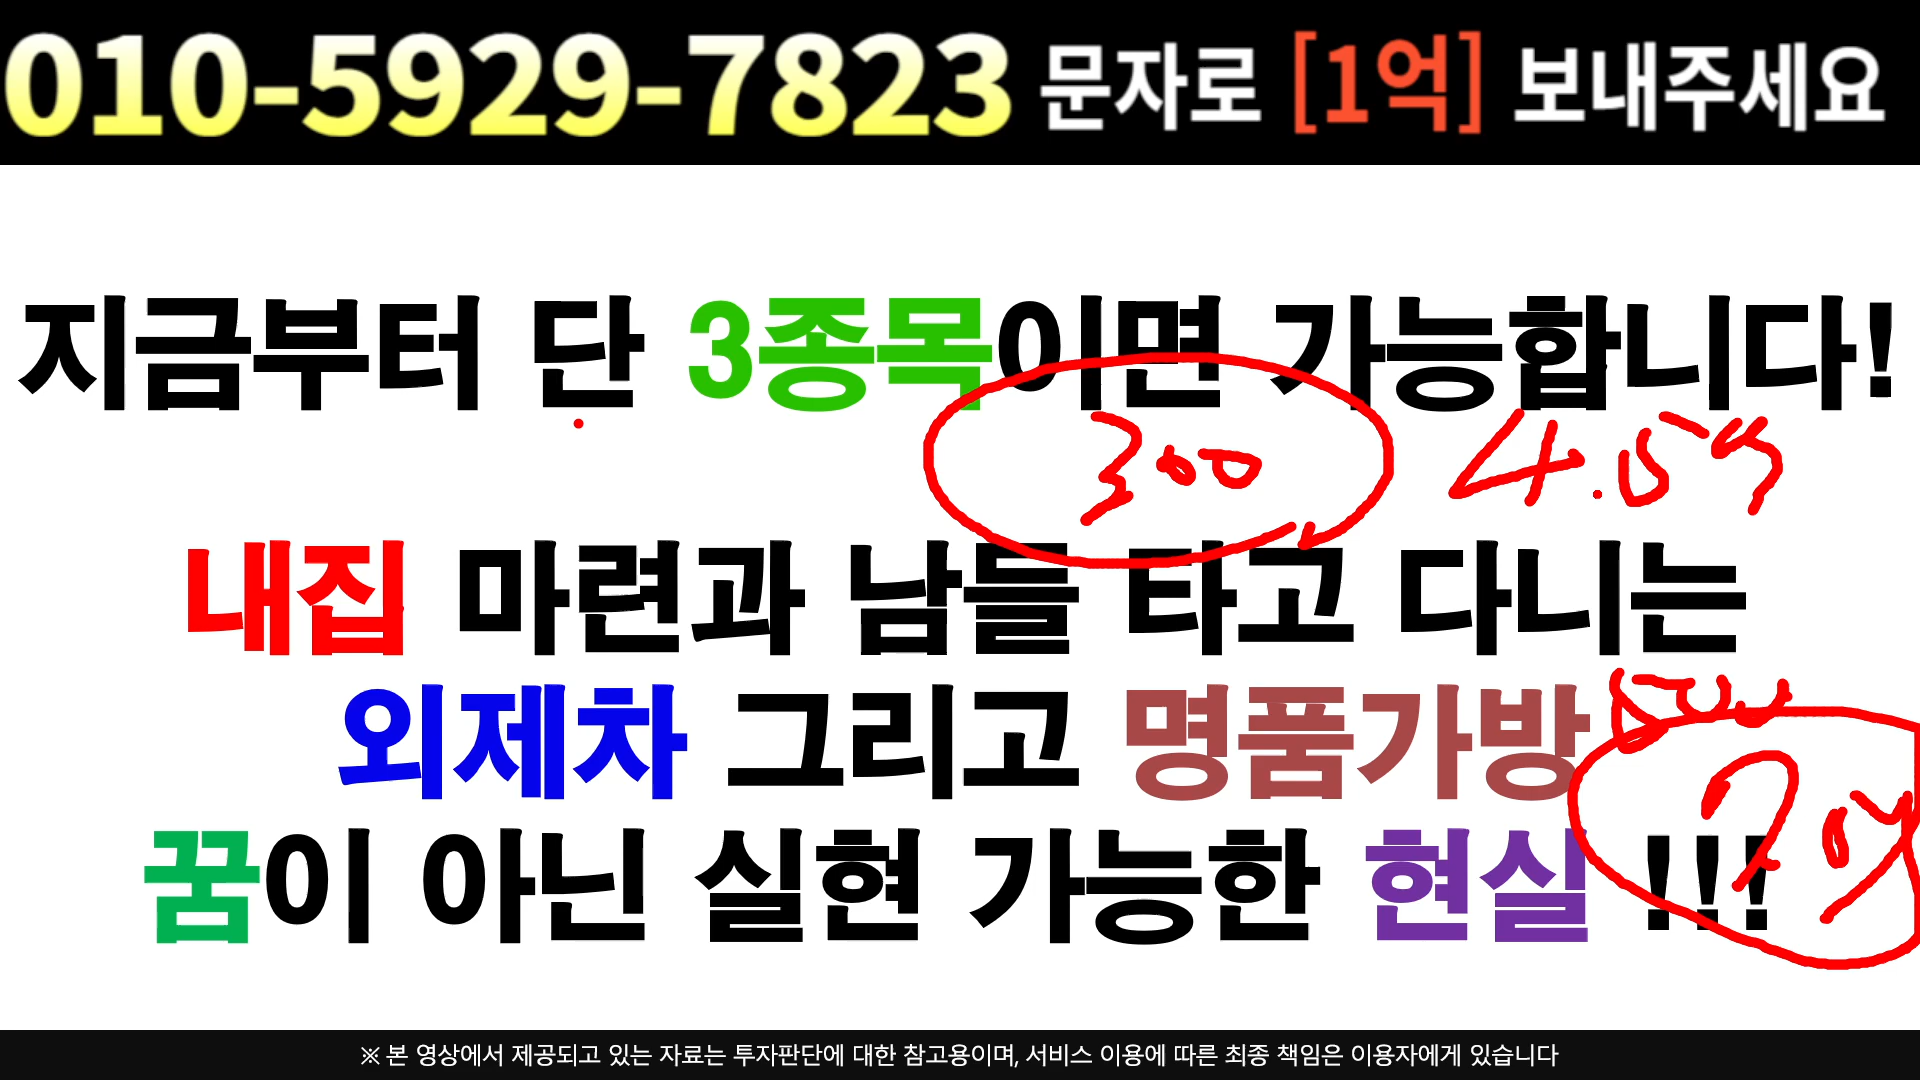 010-5929-7823 문자로 [1억] 보내주세요
지금부터 단 3종목이면 가능합니다!
300
내집 마련과 남들 타고 다니는
외제차 그리고 명품가방
꿈이 아닌 실현 가능한 현실 !!!
※ 본 영상에서 제공되고 있는 자료는 투자판단에 대한 참고용이며, 서비스 이용에 따른 최종 책임은 이용자에게 있습니다